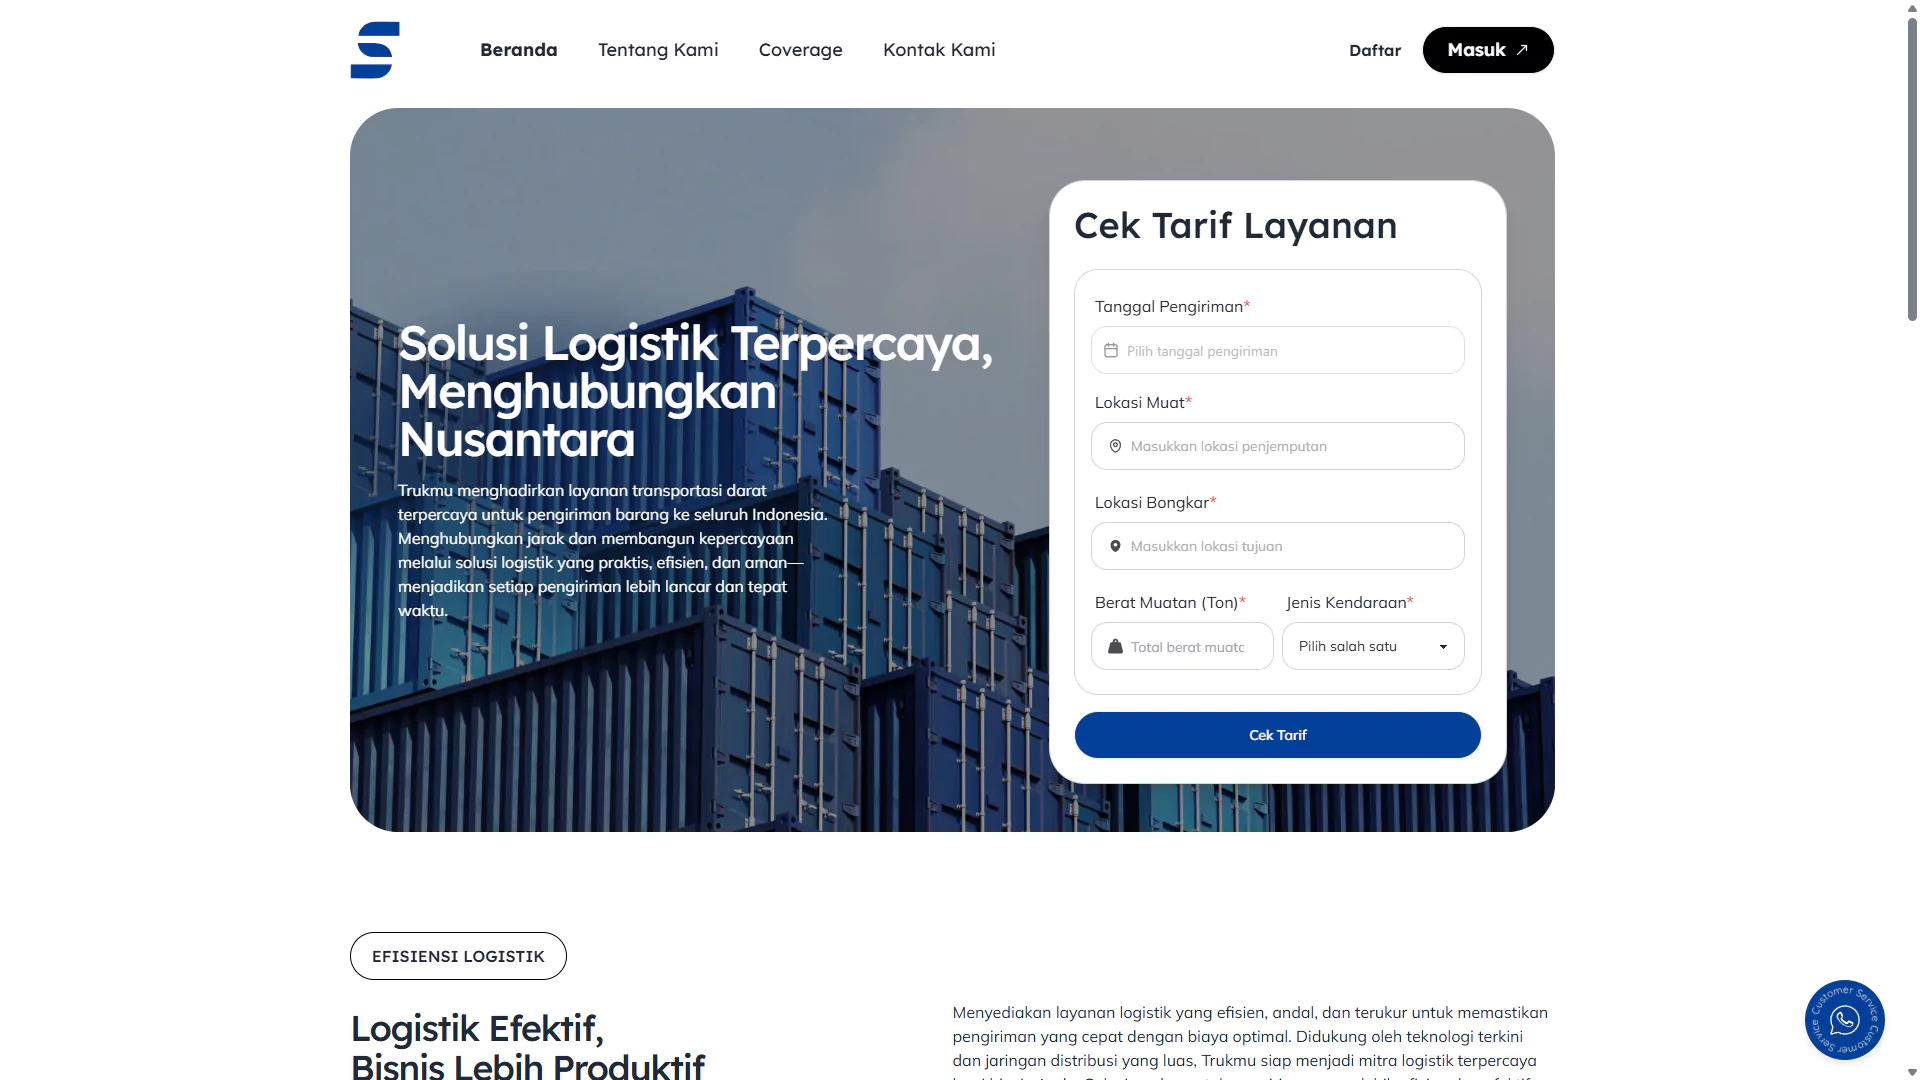 Beranda
Tentang Kami
Coverage
Kontak Kami
Daftar
Masuk
Solusi Logistik Terpercaya,
Menghubungkan
Nusantara
Trukmu menghadirkan layanan transportasi darat
terpercaya untuk pengiriman barang ke seluruh Indonesia.
Menghubungkan jarak dan membangun kepercayaan
melalui solusi logistik yang praktis, efisien, dan aman—
menjadikan setiap pengiriman lebih lancar dan tepat
waktu.
Cek Tarif Layanan
Tanggal Pengiriman*
Pilih tanggal pengiriman
Lokasi Muat*
Masukkan lokasi penjemputan
Lokasi Bongkar*
Masukkan lokasi tujuan
Berat Muatan (Ton)*
Jenis Kendaraan*
Total berat muatc
Pilih salah satu
Cek Tarif
EFISIENSI LOGISTIK
Logistik Efektif,
Bisnis Lebih Produktif
Menyediakan layanan logistik yang efisien, andal, dan terukur untuk memastikan
pengiriman yang cepat dengan biaya optimal. Didukung oleh teknologi terkini
dan jaringan distribusi yang luas, Trukmu siap menjadi mitra logistik terpercaya
Customer Service Customer Service